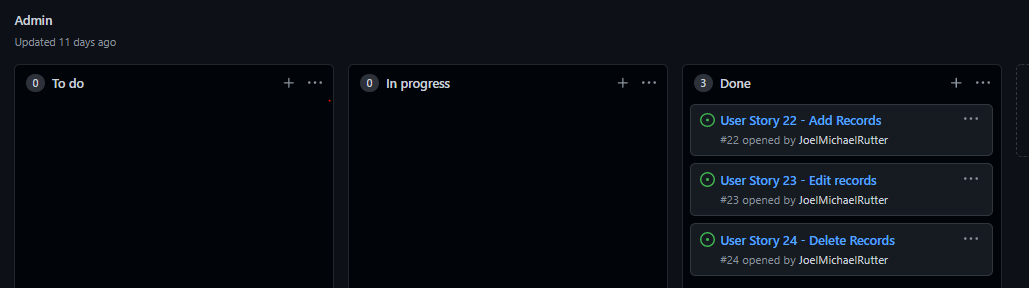 Admin
Updated 11 days ago
0 To do
0 In progress
3 Done
User Story 22 - Add Records
#22 opened by JoelMichaelRutter
User Story 23 - Edit records
#23 opened by JoelMichaelRutter
User Story 24 - Delete Records
#24 opened by JoelMichaelRutter